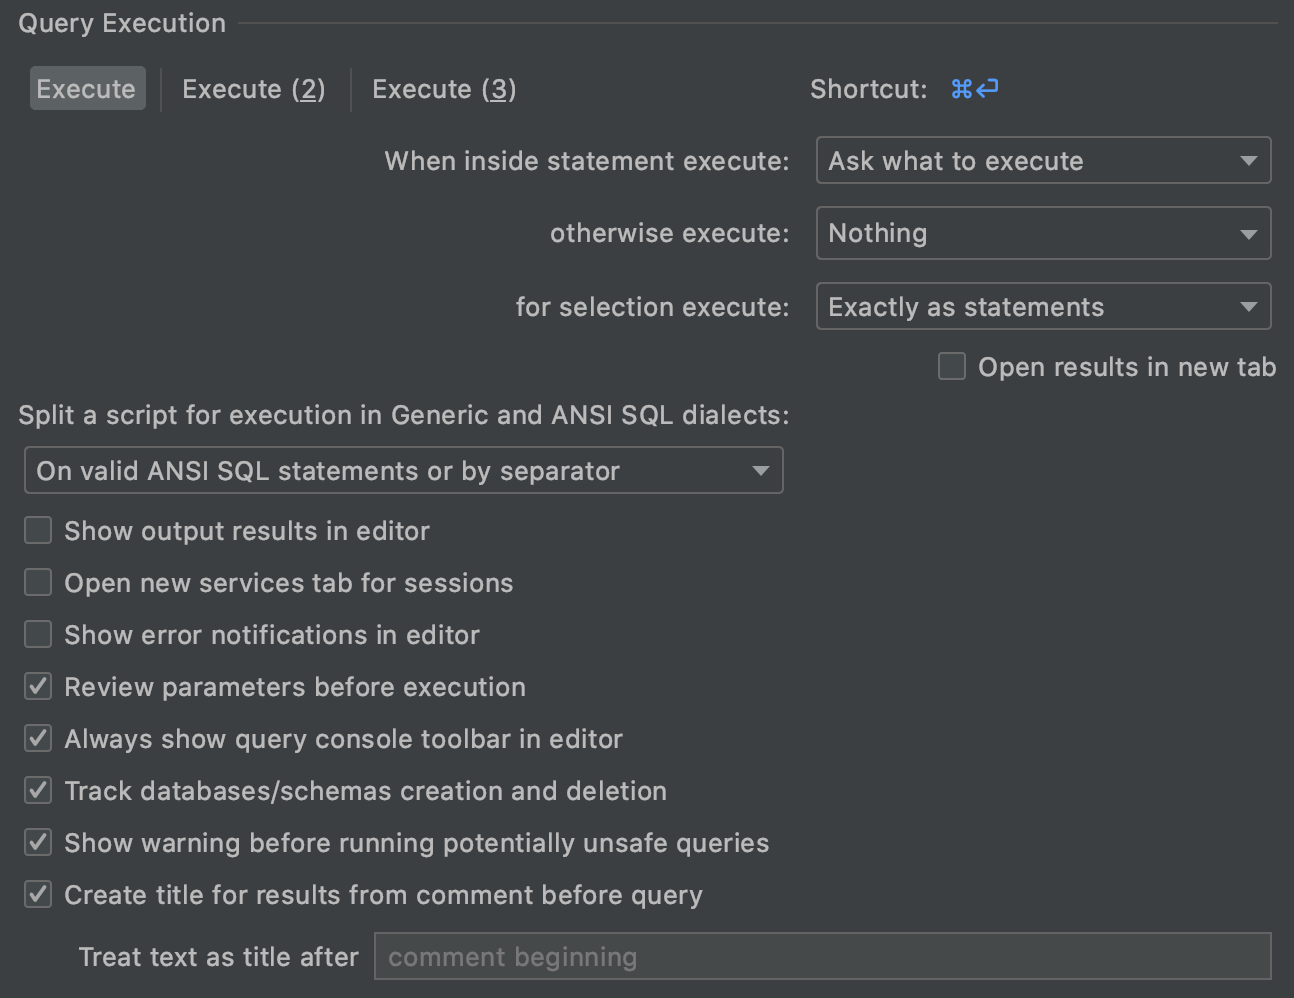 Query Execution
Execute Execute (2) Execute (3) Shortcut: ⌘⏎
When inside statement execute: Ask what to execute
otherwise execute: Nothing
for selection execute: Exactly as statements
Open results in new tab
Split a script for execution in Generic and ANSI SQL dialects:
On valid ANSI SQL statements or by separator
Show output results in editor
Open new services tab for sessions
Show error notifications in editor
Review parameters before execution
Always show query console toolbar in editor
Track databases/schemas creation and deletion
Show warning before running potentially unsafe queries
Create title for results from comment before query
Treat text as title after comment beginning